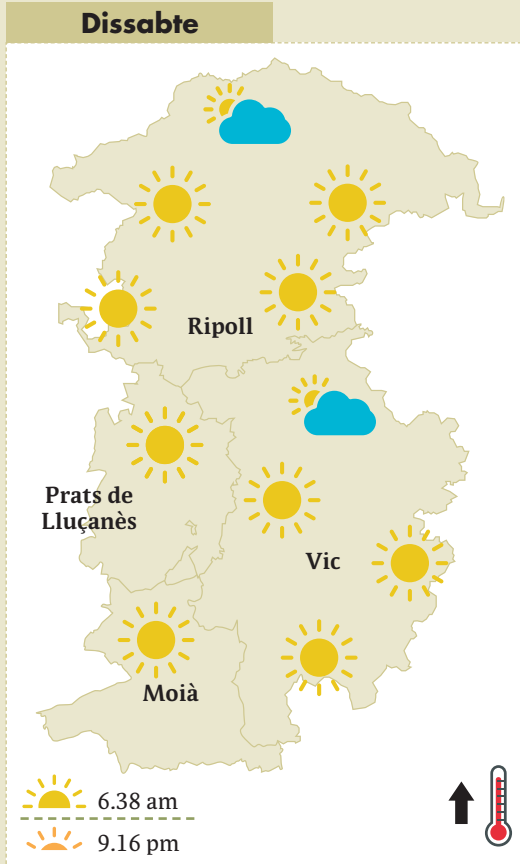 Dissabte
Ripoll
Prats de
Lluçanès
Vic
Moià
6.38 am
9.16 pm